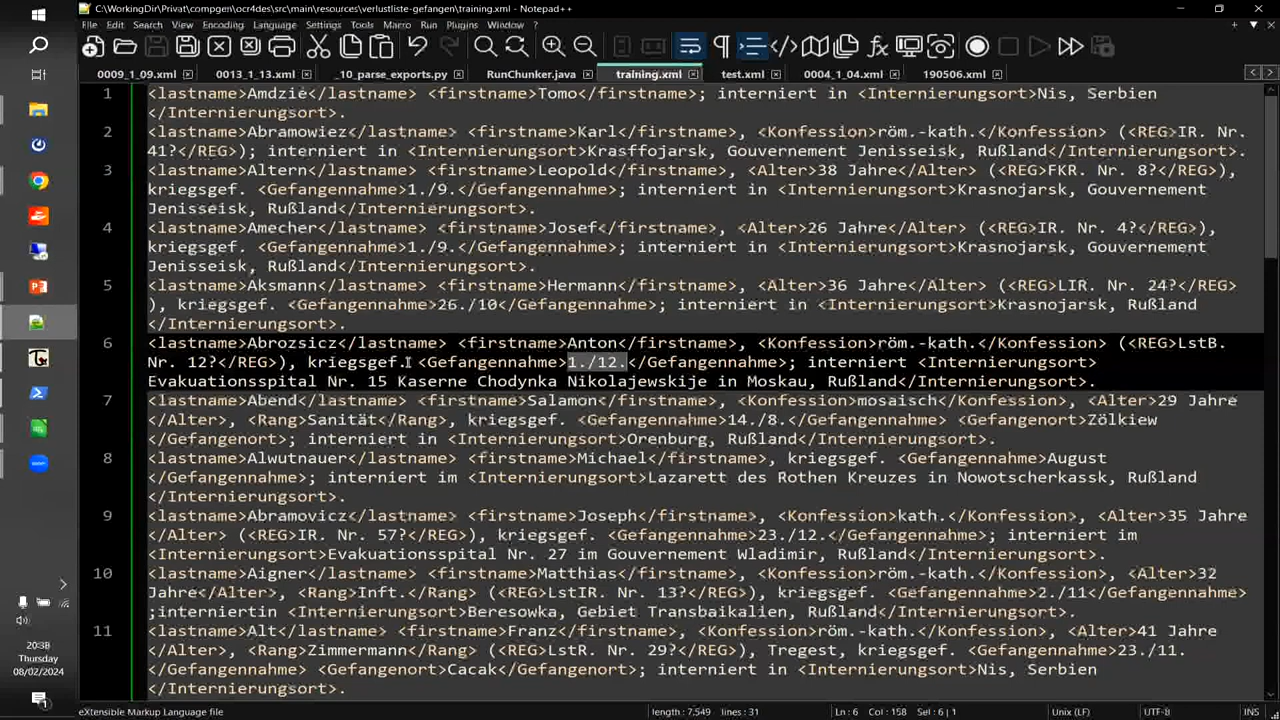 C:\WorkingDir\Privat\compgen\ocr4des\src\main\resources\verlustliste-gefangen\training.xml - Notepad++
File Edit Search View Encoding Language Settings Tools Macro Run Plugins Window ?
0009_1_09.xml 0013_1_13.xml _10_parse_exports.py RunChunker.java training.xml test.xml 0004_1_04.xml 190506.xml
1 <lastname>Amdzić</lastname> <firstname>Tomo</firstname>; interniert in <Internierungsort>Nis, Serbien
</Internierungsort>.
2 <lastname>Abramowiez</lastname> <firstname>Karl</firstname>, <Konfession>röm.-kath.</Konfession> (<REG>IR. Nr.
41?</REG>); interniert in <Internierungsort>Krasffojarsk, Gouvernement Jenisseisk, Rußland</Internierungsort>.
3 <lastname>Altern</lastname> <firstname>Leopold</firstname>, <Alter>38 Jahre</Alter> (<REG>FKR. Nr. 8?</REG>),
kriegsgef. <Gefangennahme>1./9.</Gefangennahme>; interniert in <Internierungsort>Krasnojarsk, Gouvernement
Jenisseisk, Rußland</Internierungsort>.
4 <lastname>Amecher</lastname> <firstname>Josef</firstname>, <Alter>26 Jahre</Alter> (<REG>IR. Nr. 4?</REG>),
kriegsgef. <Gefangennahme>1./9.</Gefangennahme>; interniert in <Internierungsort>Krasnojarsk, Gouvernement
Jenisseisk, Rußland</Internierungsort>.
5 <lastname>Aksmann</lastname> <firstname>Hermann</firstname>, <Alter>36 Jahre</Alter> (<REG>LIR. Nr. 24?</REG>
), kriegsgef. <Gefangennahme>26./10</Gefangennahme>; interniert in <Internierungsort>Krasnojarsk, Rußland
</Internierungsort>.
6 <lastname>Abrozsicz</lastname> <firstname>Anton</firstname>, <Konfession>röm.-kath.</Konfession> (<REG>LstB.
Nr. 12?</REG>), kriegsgef. <Gefangennahme>1./12.</Gefangennahme>; interniert <Internierungsort>
Evakuationsspital Nr. 15 Kaserne Chodynka Nikolajewskije in Moskau, Rußland</Internierungsort>.
7 <lastname>Abend</lastname> <firstname>Salamon</firstname>, <Konfession>mosaisch</Konfession>, <Alter>29 Jahre
</Alter>, <Rang>Sanität</Rang>, kriegsgef. <Gefangennahme>14./8.</Gefangennahme> <Gefangenort>Zölkiew
</Gefangenort>; interniert in <Internierungsort>Orenburg, Rußland</Internierungsort>.
8 <lastname>Alwutnauer</lastname> <firstname>Michael</firstname>, kriegsgef. <Gefangennahme>August
</Gefangennahme>; interniert im <Internierungsort>Lazarett des Rothen Kreuzes in Nowotscherkassk, Rußland
</Internierungsort>.
9 <lastname>Abramovicz</lastname> <firstname>Joseph</firstname>, <Konfession>kath.</Konfession>, <Alter>35 Jahre
</Alter> (<REG>IR. Nr. 57?</REG>), kriegsgef. <Gefangennahme>23./12.</Gefangennahme>; interniert im
<Internierungsort>Evakuationsspital Nr. 27 im Gouvernement Wladimir, Rußland</Internierungsort>.
10 <lastname>Aigner</lastname> <firstname>Matthias</firstname>, <Konfession>röm.-kath.</Konfession>, <Alter>32
Jahre</Alter>, <Rang>Inft.</Rang> (<REG>LstIR. Nr. 13?</REG>), kriegsgef. <Gefangennahme>2./11</Gefangennahme>
;interniertin <Internierungsort>Beresowka, Gebiet Transbaikalien, Rußland</Internierungsort>.
11 <lastname>Alt</lastname> <firstname>Franz</firstname>, <Konfession>röm.-kath.</Konfession>, <Alter>41 Jahre
</Alter>, <Rang>Zimmermann</Rang> (<REG>LstR. Nr. 29?</REG>), Tregest, kriegsgef. <Gefangennahme>23./11.
</Gefangennahme> <Gefangenort>Cacak</Gefangenort>; interniert in <Internierungsort>Nis, Serbien
</Internierungsort>.
20:38
Thursday
08/02/2024
eXtensible Markup Language file length : 7,549 lines : 31 Ln : 6 Col : 158 Sel : 6 | 1 Unix (LF) UTF-8 INS